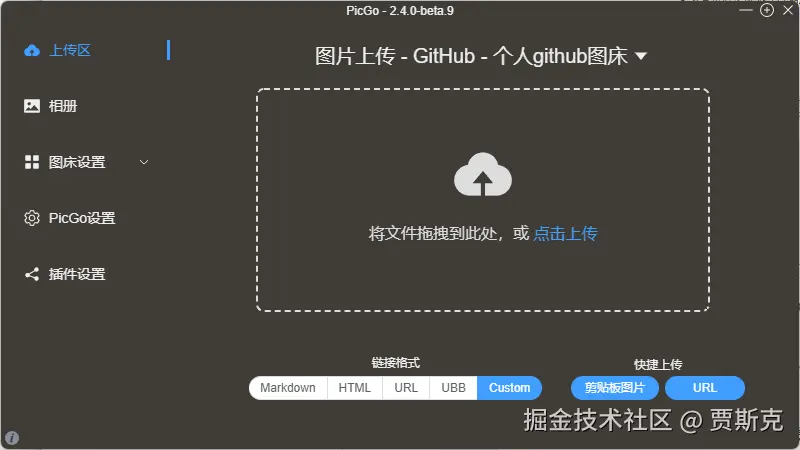 PicGo - 2.4.0-beta.9
上传区
相册
图床设置
PicGo设置
插件设置
图片上传 - GitHub - 个人github图床
将文件拖拽到此处，或 点击上传
链接格式
Markdown HTML URL UBB Custom
快捷上传
剪贴板图片 URL
掘金技术社区 @ 贾斯克